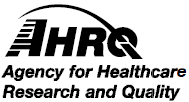 AHRQ
Agency for Healthcare
Research and Quality